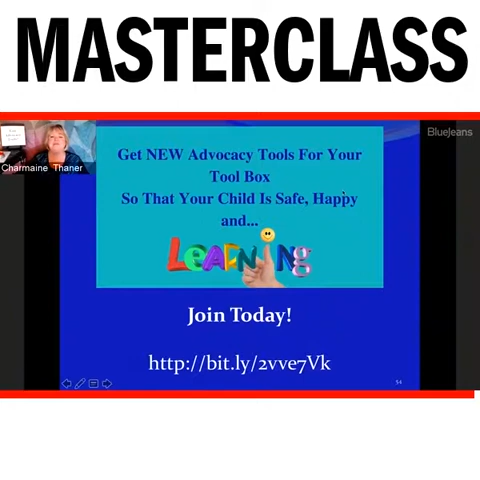 MASTERCLASS
BlueJeans
Charmaine Thaner
Get NEW Advocacy Tools For Your
Tool Box
So That Your Child Is Safe, Happy
and...
LeARNiNg
Join Today!
http://bit.ly/2vve7Vk
54